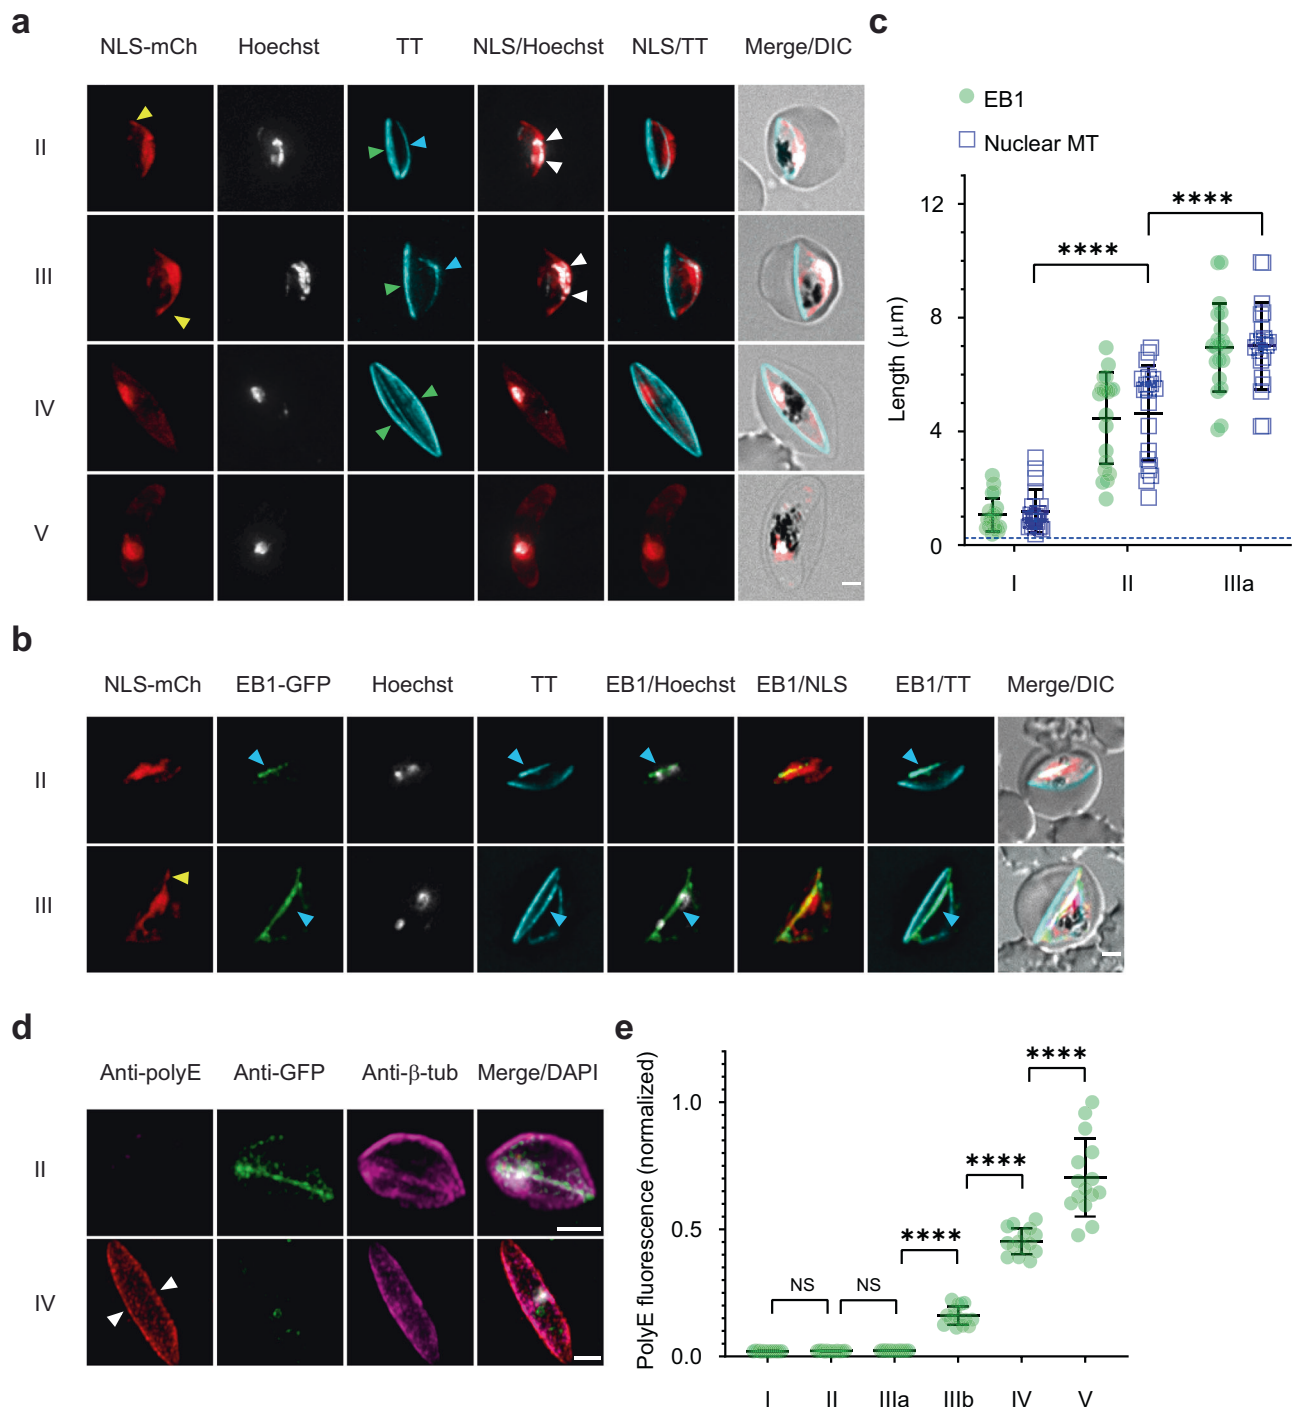 a
NLS-mCh Hoechst TT NLS/Hoechst NLS/TT Merge/DIC
II
III
IV
V
c
EB1
Nuclear MT
Length (μm)
12
8
4
0
****
****
I II IIIa
b
NLS-mCh EB1-GFP Hoechst TT EB1/Hoechst EB1/NLS EB1/TT Merge/DIC
II
III
d
Anti-polyE Anti-GFP Anti-β-tub Merge/DAPI
II
IV
e
PolyE fluorescence (normalized)
1.0
0.5
0.0
NS
NS
****
****
****
I II IIIa IIIb IV V